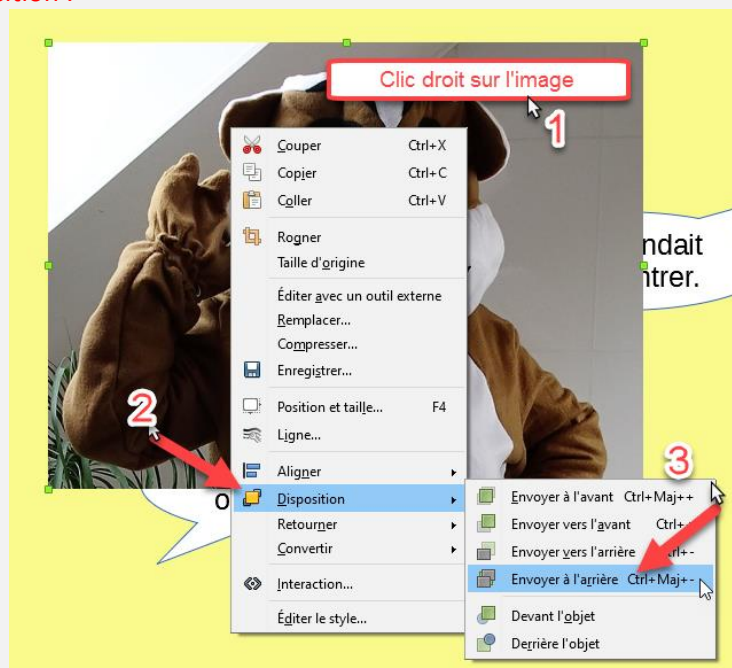 Clic droit sur l'image
1
Couper Ctrl+X
Copier Ctrl+C
Coller Ctrl+V
Rogner
Taille d'origine
Éditer avec un outil externe
Remplacer...
Compresser...
Enregistrer...
Position et taille... F4
Ligne...
Aligner
Disposition
Retourner
Convertir
Interaction...
Éditer le style...
2
3
Envoyer à l'avant Ctrl+Maj++
Envoyer vers l'avant
Envoyer vers l'arrière
Envoyer à l'arrière Ctrl+Maj+-
Devant l'objet
Derrière l'objet
ndait
ntrer.
o